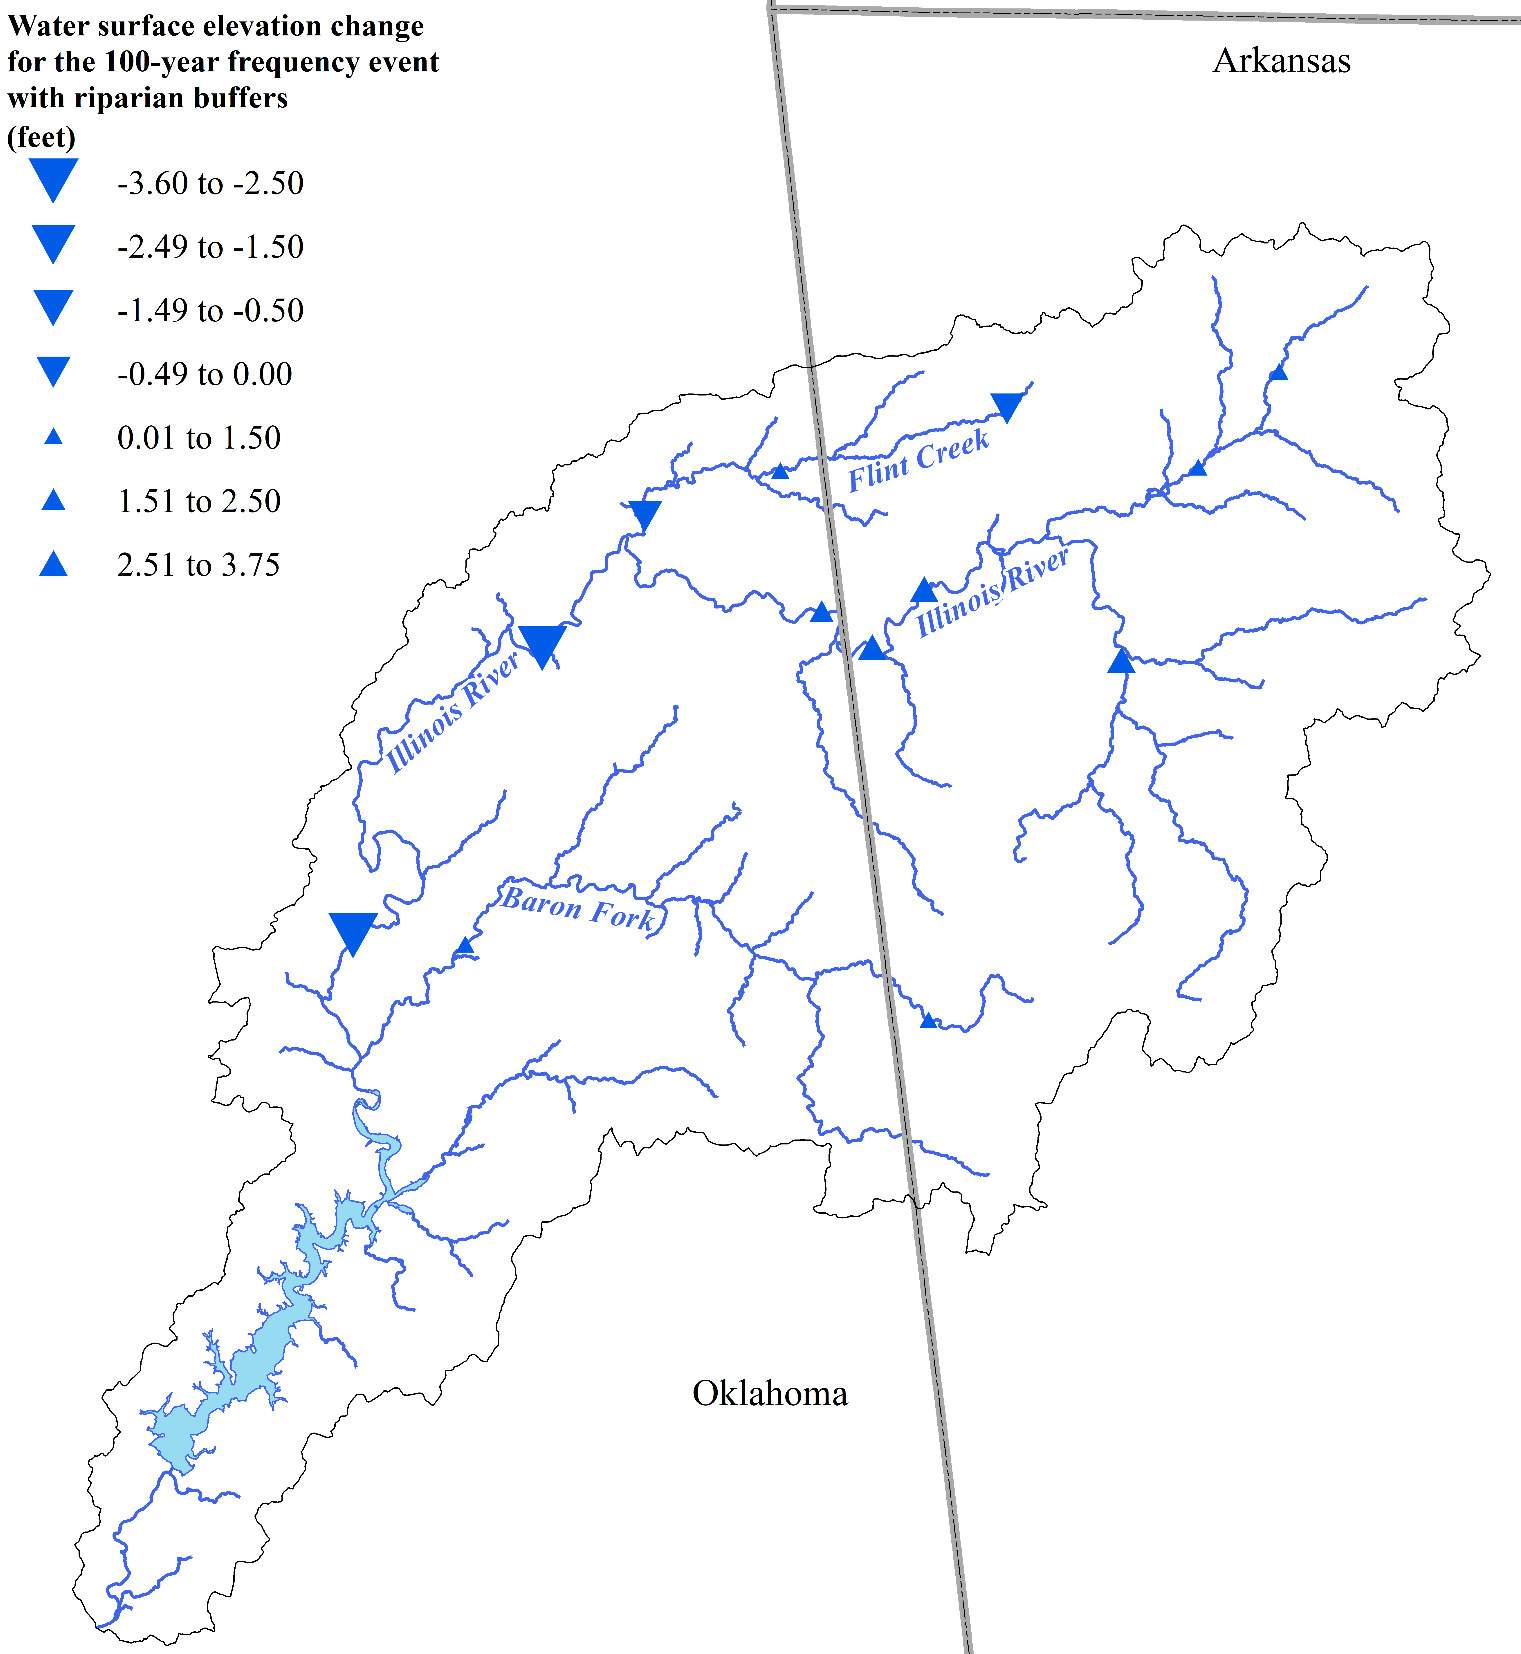 Water surface elevation change
for the 100-year frequency event
with riparian buffers
(feet)
-3.60 to -2.50
-2.49 to -1.50
-1.49 to -0.50
-0.49 to 0.00
0.01 to 1.50
1.51 to 2.50
2.51 to 3.75
Arkansas
Flint Creek
Illinois River
Illinois River
Baron Fork
Oklahoma